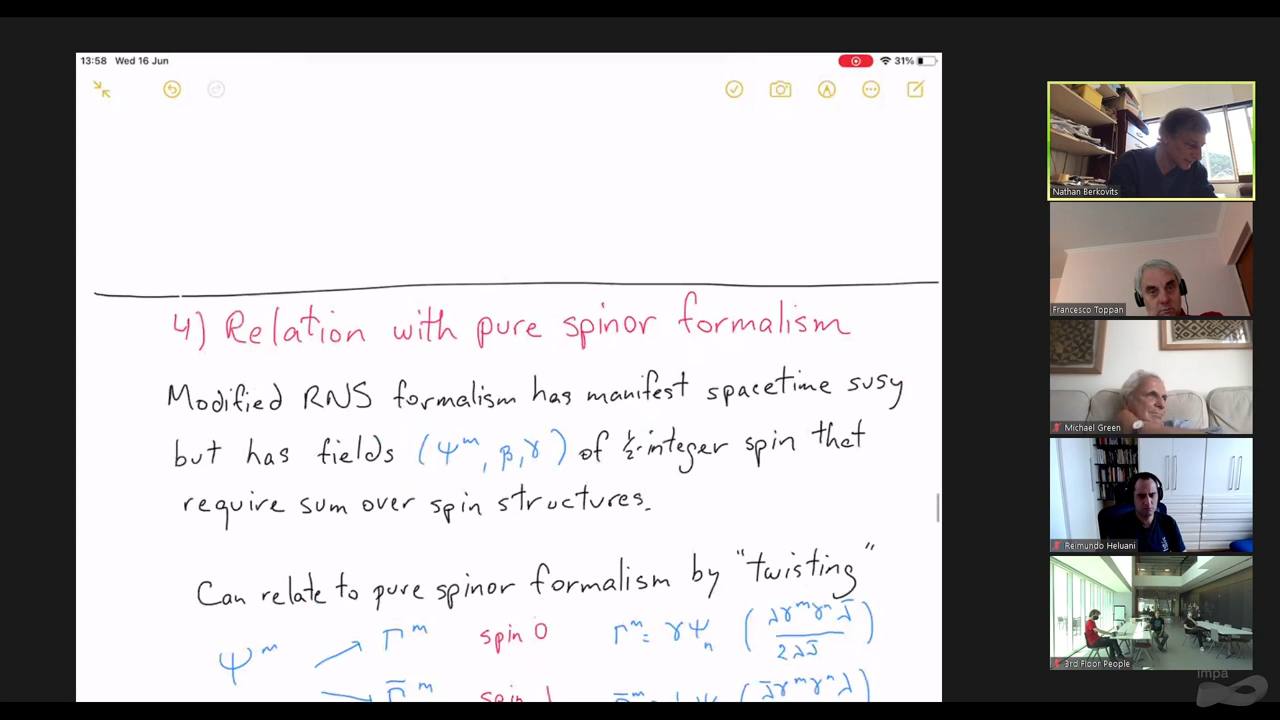 13:58 Wed 16 Jun 31%
4) Relation with pure spinor formalism
Modified RNS formalism has manifest spacetime susy
but has fields (ψ^m, β, γ) of ½-integer spin that
require sum over spin structures.
Can relate to pure spinor formalism by "twisting"
ψ^m → Γ^m spin 0 Γ^m = γψ_n (λγ^mγ^nλ̄ / 2λλ̄)
Γ̄^m spin 1
Nathan Berkovits
Francesco Toppan
Michael Green
Reimundo Heluani
3rd Floor People
impa